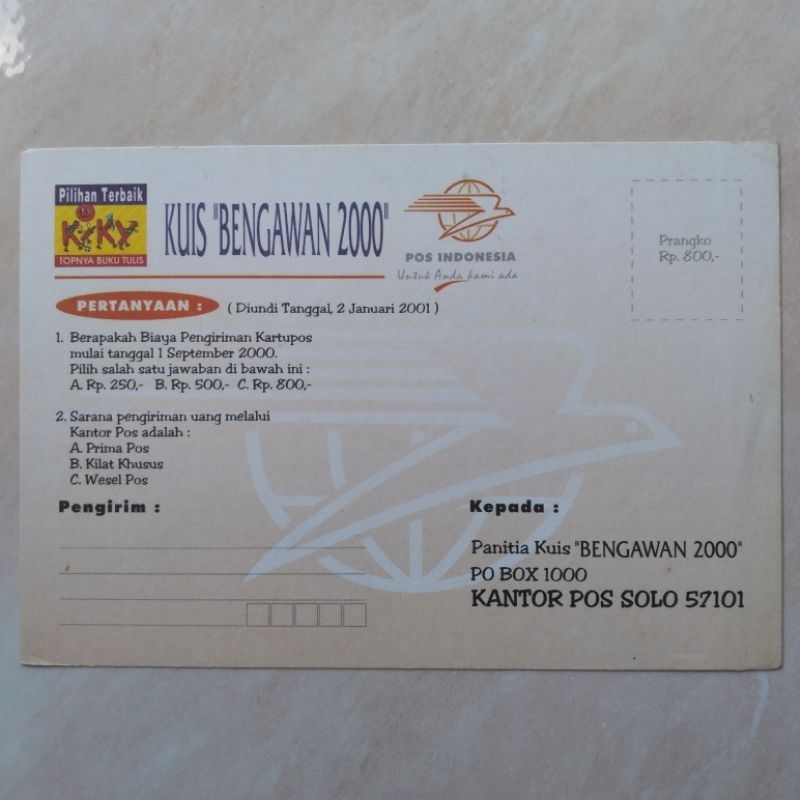 Pilihan Terbaik
KIKY
TOPNYA BUKU TULIS
KUIS "BENGAWAN 2000"
POS INDONESIA
Untuk Anda kami ada
Prangko
Rp. 800,-
PERTANYAAN :
( Diundi Tanggal, 2 Januari 2001 )
1. Berapakah Biaya Pengiriman Kartupos
mulai tanggal 1 September 2000.
Pilih salah satu jawaban di bawah ini :
A. Rp. 250,- B. Rp. 500,- C. Rp. 800,-
2. Sarana pengiriman uang melalui
Kantor Pos adalah :
A. Prima Pos
B. Kilat Khusus
C. Wesel Pos
Pengirim :
Kepada :
Panitia Kuis "BENGAWAN 2000"
PO BOX 1000
KANTOR POS SOLO 57101